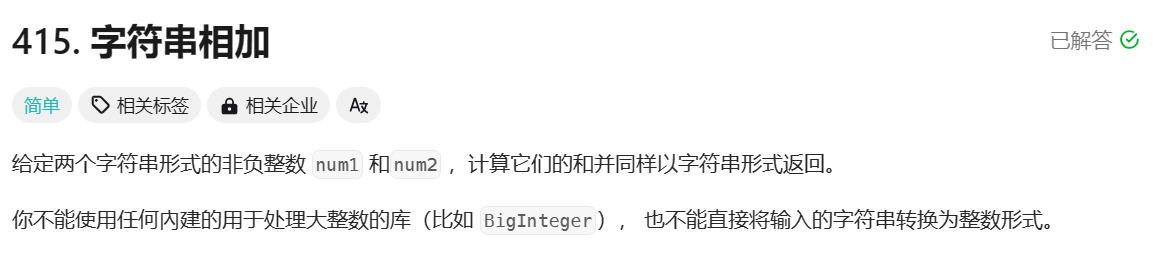 415. 字符串相加
已解答
简单 相关标签 相关企业 A文
给定两个字符串形式的非负整数 num1 和num2 ，计算它们的和并同样以字符串形式返回。
你不能使用任何内建的用于处理大整数的库（比如 BigInteger）， 也不能直接将输入的字符串转换为整数形式。